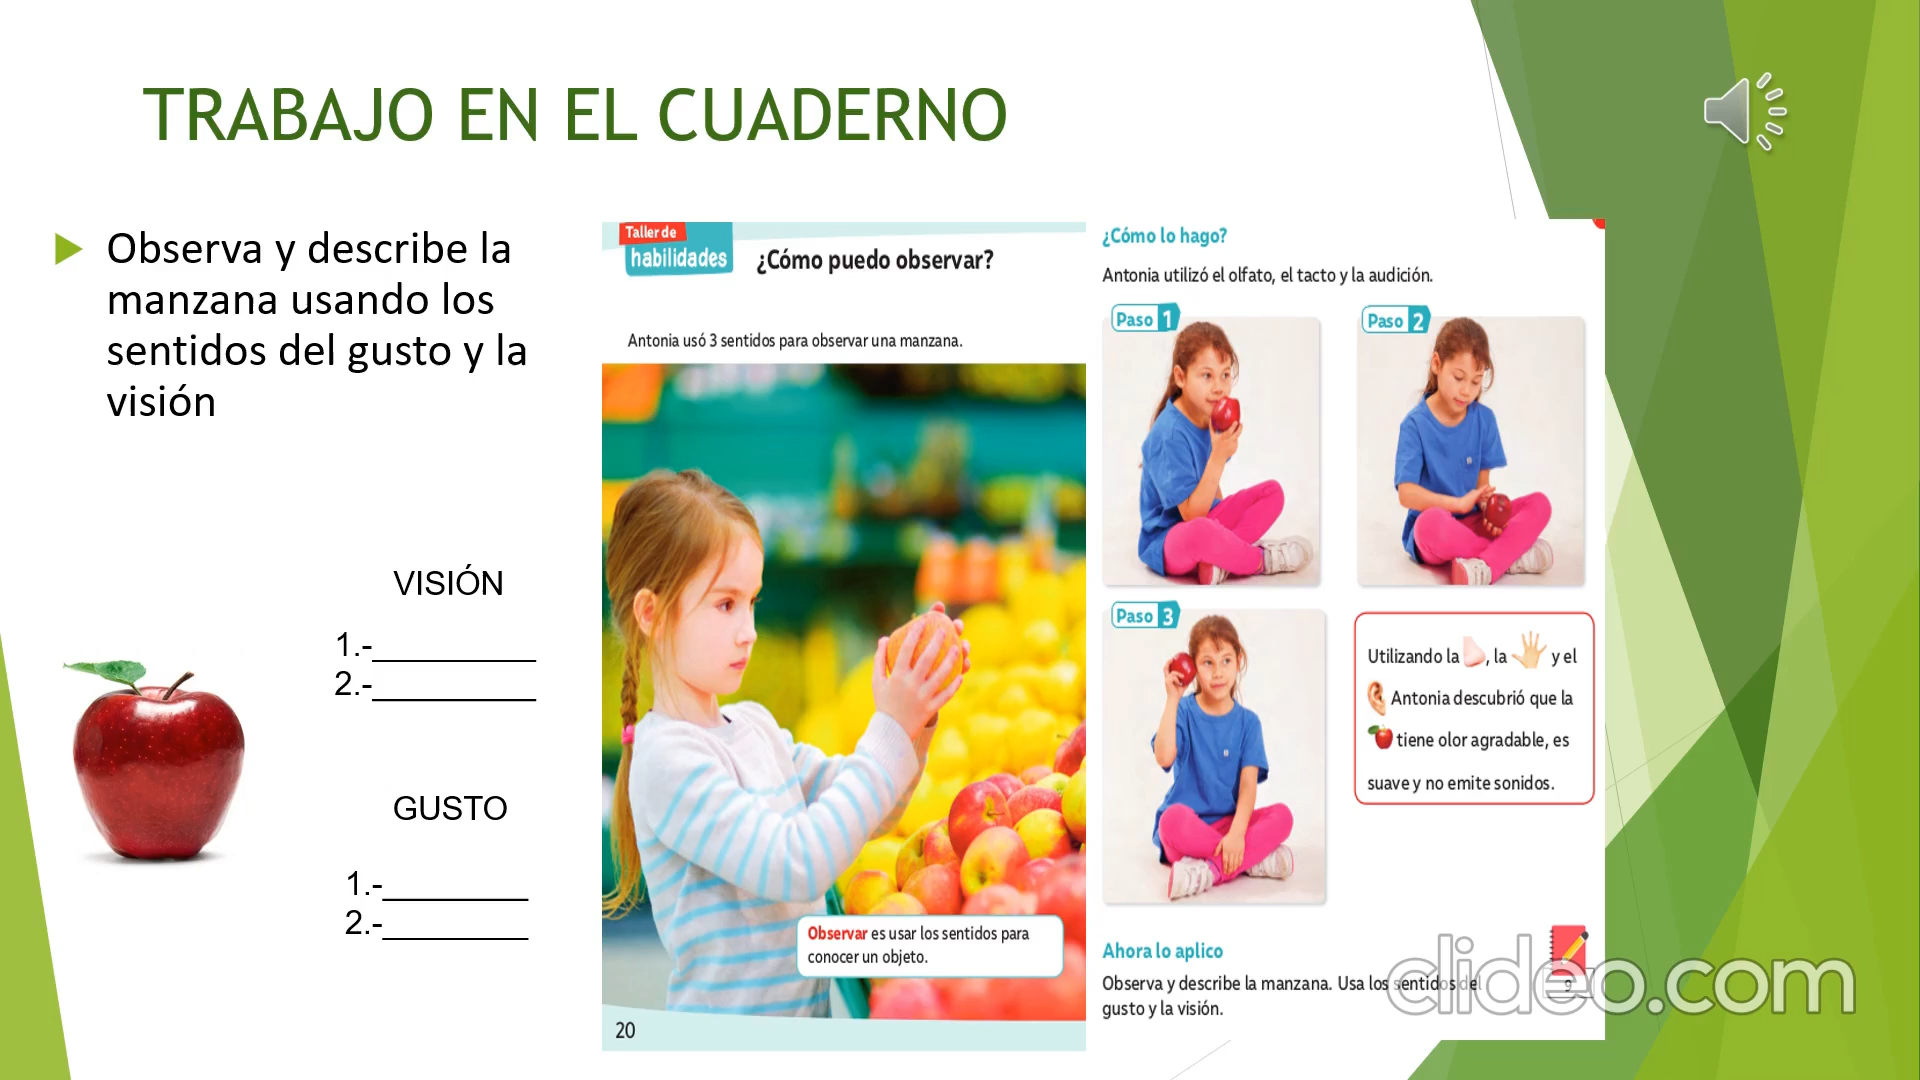 TRABAJO EN EL CUADERNO
Observa y describe la
manzana usando los
sentidos del gusto y la
visión
VISIÓN
1.-_________
2.-_________
GUSTO
1.-________
2.-________
Taller de
habilidades
¿Cómo puedo observar?
Antonia usó 3 sentidos para observar una manzana.
Observar es usar los sentidos para
conocer un objeto.
20
¿Cómo lo hago?
Antonia utilizó el olfato, el tacto y la audición.
Paso 1
Paso 2
Paso 3
Utilizando la , la y el
Antonia descubrió que la
tiene olor agradable, es
suave y no emite sonidos.
Ahora lo aplico
Observa y describe la manzana. Usa los sentidos del
gusto y la visión.
9
clideo.com